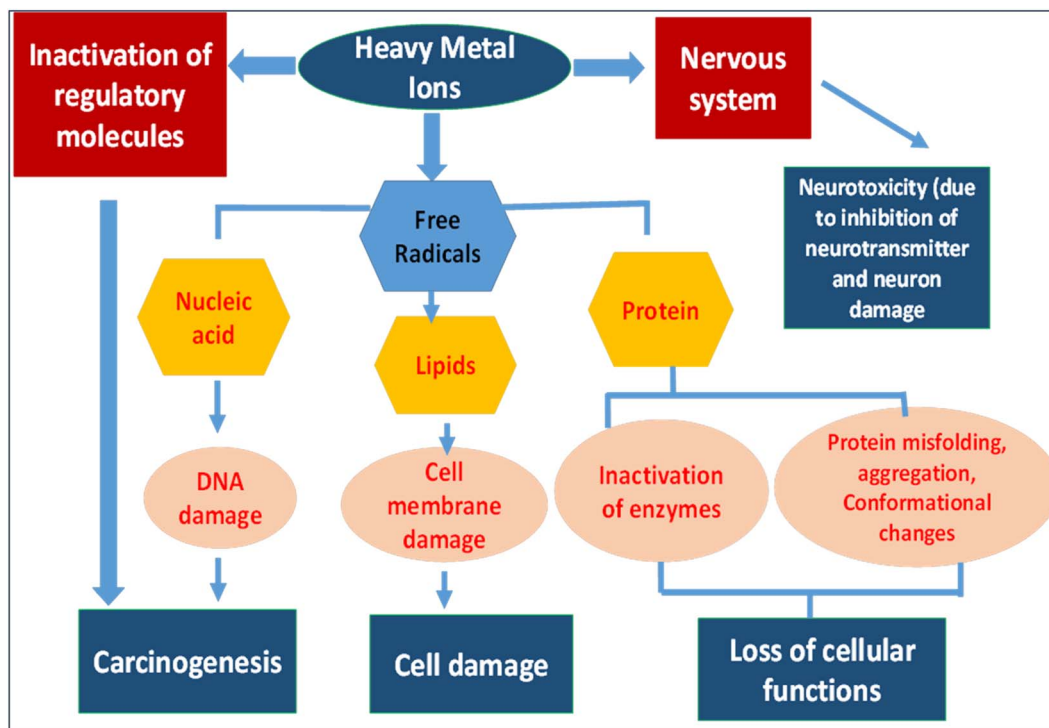 Inactivation of
regulatory
molecules
Heavy Metal
Ions
Nervous
system
Neurotoxicity (due
to inhibition of
neurotransmitter
and neuron
damage
Free
Radicals
Nucleic
acid
Lipids
Protein
DNA
damage
Cell
membrane
damage
Inactivation
of enzymes
Protein misfolding,
aggregation,
Conformational
changes
Carcinogenesis
Cell damage
Loss of cellular
functions